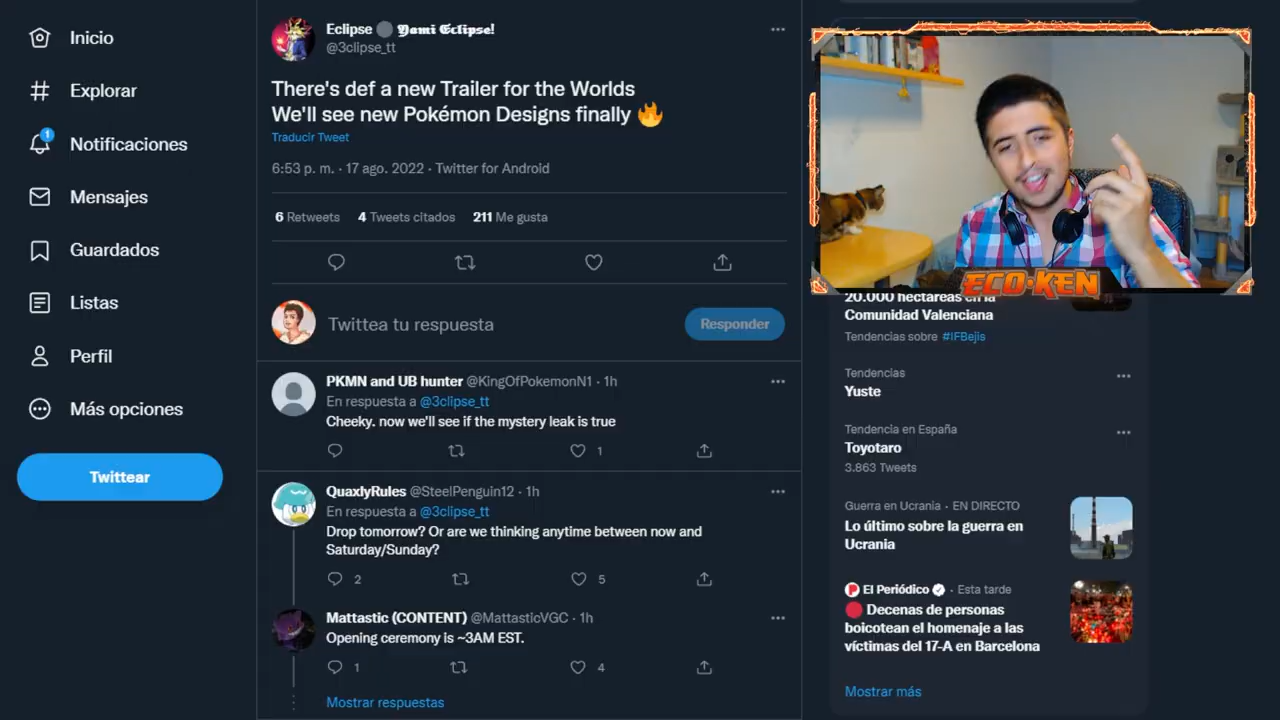 Inicio
Explorar
1
Notificaciones
Mensajes
Guardados
Listas
Perfil
Más opciones
Twittear
Eclipse 𝖄𝖆𝖒𝖎 𝕰𝖈𝖑𝖎𝖕𝖘𝖊!
@3clipse_tt
There's def a new Trailer for the Worlds
We'll see new Pokémon Designs finally 🔥
Traducir Tweet
6:53 p. m. · 17 ago. 2022 · Twitter for Android
6 Retweets 4 Tweets citados 211 Me gusta
Twittea tu respuesta
Responder
PKMN and UB hunter @KingOfPokemonN1 · 1h
En respuesta a @3clipse_tt
Cheeky. now we'll see if the mystery leak is true
1
QuaxlyRules @SteelPenguin12 · 1h
En respuesta a @3clipse_tt
Drop tomorrow? Or are we thinking anytime between now and
Saturday/Sunday?
2 5
Mattastic (CONTENT) @MattasticVGC · 1h
Opening ceremony is ~3AM EST.
1 4
Mostrar respuestas
ECO·KEN
20.000 hectáreas en la
Comunidad Valenciana
Tendencias sobre #IFBejis
Tendencias
Yuste
Tendencia en España
Toyotaro
3.863 Tweets
Guerra en Ucrania · EN DIRECTO
Lo último sobre la guerra en
Ucrania
El Periódico · Esta tarde
🔴 Decenas de personas
boicotean el homenaje a las
víctimas del 17-A en Barcelona
Mostrar más